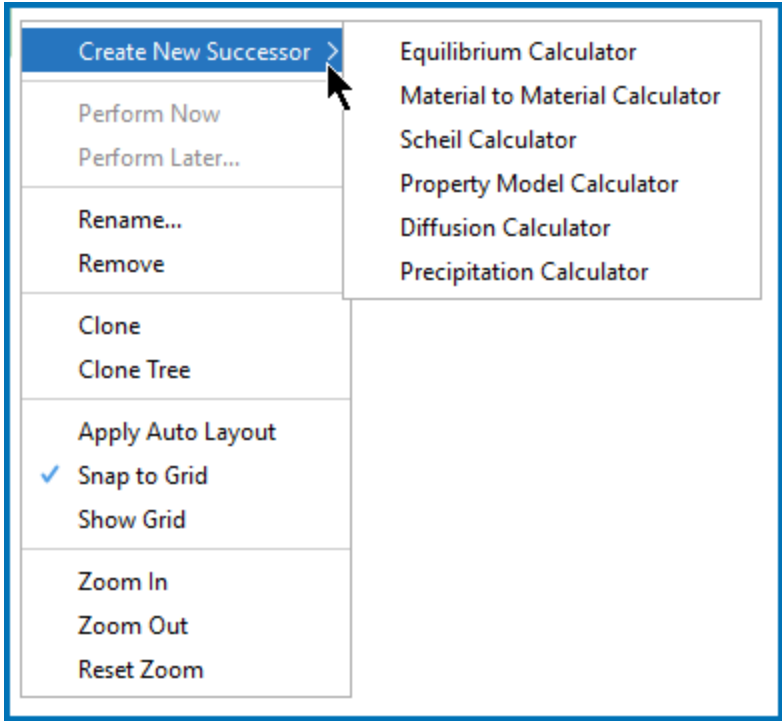 Create New Successor
Perform Now
Perform Later...
Rename...
Remove
Clone
Clone Tree
Apply Auto Layout
Snap to Grid
Show Grid
Zoom In
Zoom Out
Reset Zoom
Equilibrium Calculator
Material to Material Calculator
Scheil Calculator
Property Model Calculator
Diffusion Calculator
Precipitation Calculator